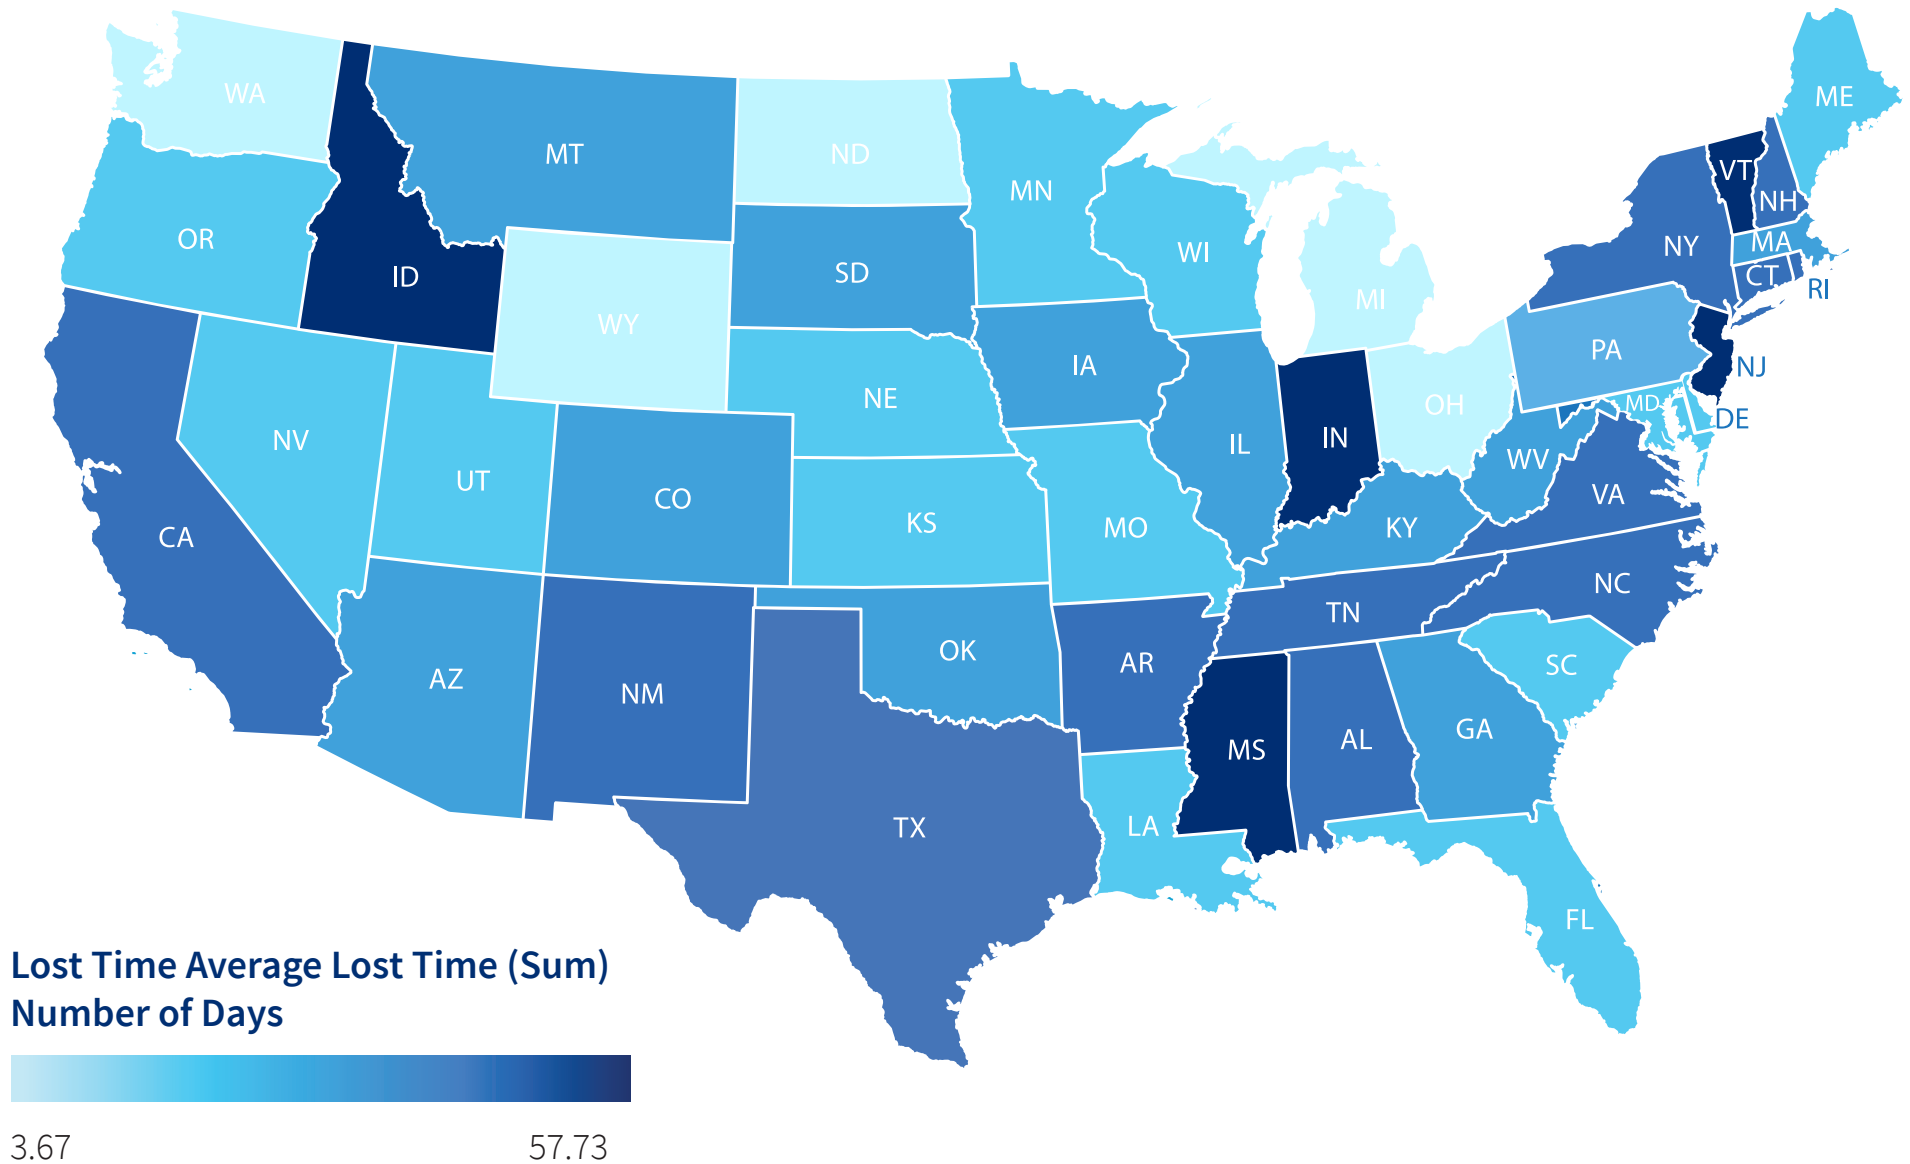 WA
MT
ND
MN
ME
OR
ID
SD
WI
VT
NH
NY
MA
CT
RI
WY
MI
PA
NJ
NE
IA
OH
MD
DE
NV
UT
CO
KS
MO
IL
IN
WV
VA
KY
CA
AZ
NM
OK
AR
TN
NC
SC
MS
AL
GA
TX
LA
FL
Lost Time Average Lost Time (Sum)
Number of Days
3.67 57.73